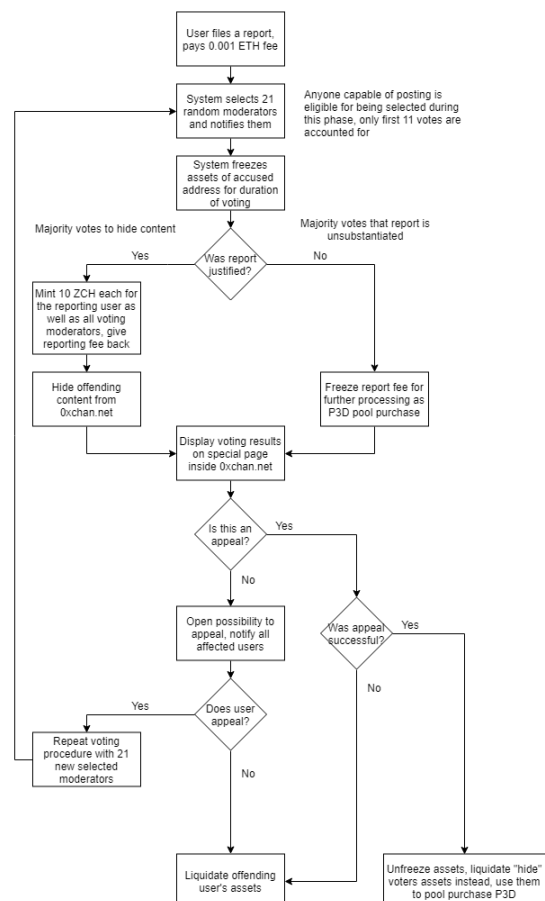 User files a report,
pays 0.001 ETH fee
System selects 21
random moderators
and notifies them
Anyone capable of posting is
eligible for being selected during
this phase, only first 11 votes are
accounted for
System freezes
assets of accused
address for duration
of voting
Majority votes to hide content
Majority votes that report is
unsubstantiated
Yes
Was report
justified?
No
Mint 10 ZCH each for
the reporting user as
well as all voting
moderators, give
reporting fee back
Hide offending
content from
0xchan.net
Freeze report fee for
further processing as
P3D pool purchase
Display voting results
on special page
inside 0xchan.net
Is this an
appeal?
Yes
No
Open possibility to
appeal, notify all
affected users
Was appeal
successful?
Yes
No
Does user
appeal?
Yes
No
Repeat voting
procedure with 21
new selected
moderators
Liquidate offending
user's assets
Unfreeze assets, liquidate "hide"
voters assets instead, use them
to pool purchase P3D